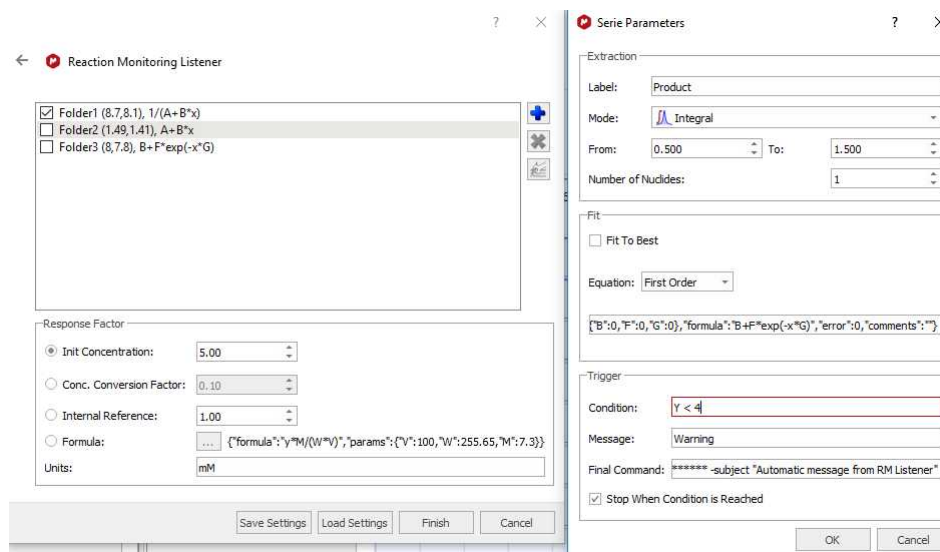 ?
Reaction Monitoring Listener
Folder1 (8.7,8.1), 1/(A+B*x)
Folder2 (1.49,1.41), A+B*x
Folder3 (8,7.8), B+F*exp(-x*G)
Response Factor
Init Concentration: 5.00
Conc. Conversion Factor: 0.10
Internal Reference: 1.00
Formula: ... {"formula":"y*M/(W*V)","params":{"V":100,"W":255.65,"M":7.3}}
Units: mM
Save Settings Load Settings Finish Cancel
Serie Parameters ?
Extraction
Label: Product
Mode: Integral
From: 0.500 To: 1.500
Number of Nuclides: 1
Fit
Fit To Best
Equation: First Order
{"B":0,"F":0,"G":0},"formula":"B+F*exp(-x*G)","error":0,"comments":""}
Trigger
Condition: Y < 4
Message: Warning
Final Command: ****** -subject "Automatic message from RM Listener"
Stop When Condition is Reached
OK Cancel